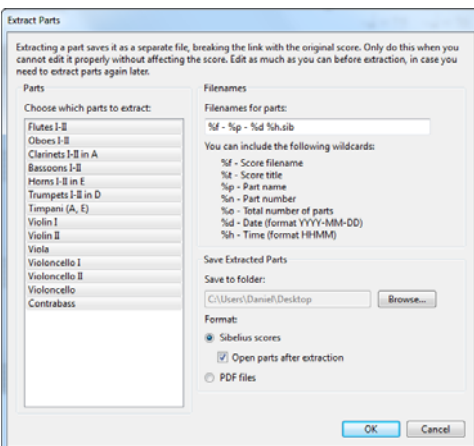 Extract Parts
Extracting a part saves it as a separate file, breaking the link with the original score. Only do this when you
cannot edit it properly without affecting the score. Edit as much as you can before extraction, in case you
need to extract parts again later.
Parts
Choose which parts to extract:
Flutes I-II
Oboes I-II
Clarinets I-II in A
Bassoons I-II
Horns I-II in E
Trumpets I-II in D
Timpani (A, E)
Violin I
Violin II
Viola
Violoncello I
Violoncello II
Violoncello
Contrabass
Filenames
Filenames for parts:
%f - %p - %d %h.sib
You can include the following wildcards:
%f - Score filename
%t - Score title
%p - Part name
%n - Part number
%o - Total number of parts
%d - Date (format YYYY-MM-DD)
%h - Time (format HHMM)
Save Extracted Parts
Save to folder:
C:\Users\Daniel\Desktop
Browse...
Format:
Sibelius scores
Open parts after extraction
PDF files
OK
Cancel